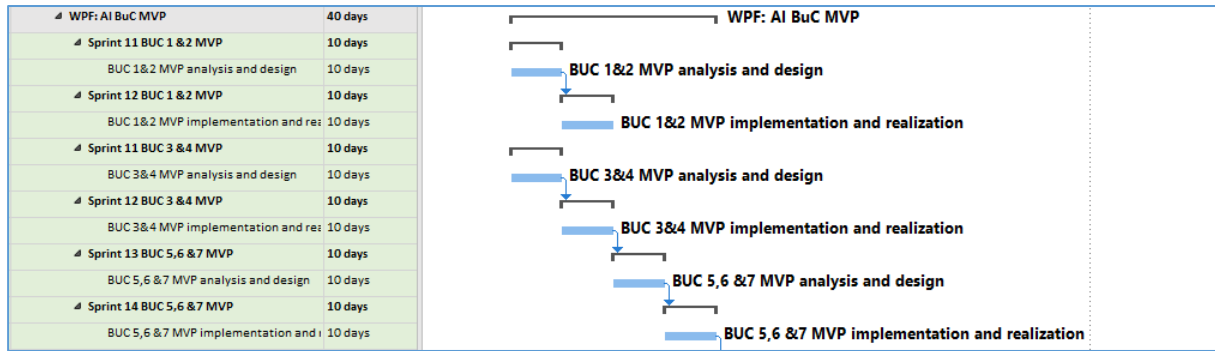 WPF: AI BuC MVP 40 days WPF: AI BuC MVP
Sprint 11 BUC 1 &2 MVP 10 days
BUC 1&2 MVP analysis and design 10 days BUC 1&2 MVP analysis and design
Sprint 12 BUC 1 &2 MVP 10 days
BUC 1&2 MVP implementation and rea 10 days BUC 1&2 MVP implementation and realization
Sprint 11 BUC 3 &4 MVP 10 days
BUC 3&4 MVP analysis and design 10 days BUC 3&4 MVP analysis and design
Sprint 12 BUC 3 &4 MVP 10 days
BUC 3&4 MVP implementation and rea 10 days BUC 3&4 MVP implementation and realization
Sprint 13 BUC 5,6 &7 MVP 10 days
BUC 5,6 &7 MVP analysis and design 10 days BUC 5,6 &7 MVP analysis and design
Sprint 14 BUC 5,6 &7 MVP 10 days
BUC 5,6 &7 MVP implementation and 10 days BUC 5,6 &7 MVP implementation and realization